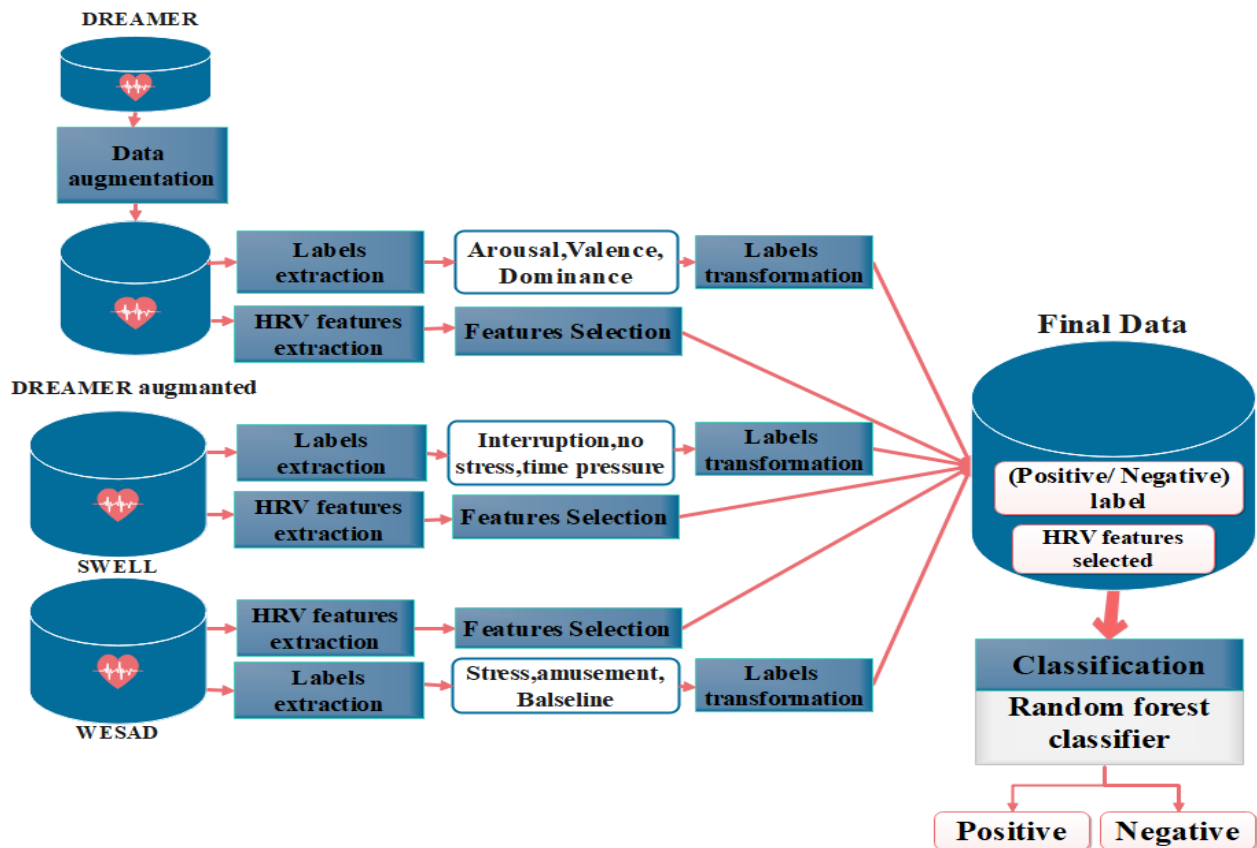 DREAMER
Data
augmentation
Labels
extraction
Arousal,Valence,
Dominance
Labels
transformation
HRV features
extraction
Features Selection
DREAMER augmanted
Labels
extraction
Interruption,no
stress,time pressure
Labels
transformation
HRV features
extraction
Features Selection
SWELL
HRV features
extraction
Features Selection
Labels
extraction
Stress,amusement,
Balseline
Labels
transformation
WESAD
Final Data
(Positive/ Negative)
label
HRV features
selected
Classification
Random forest
classifier
Positive
Negative